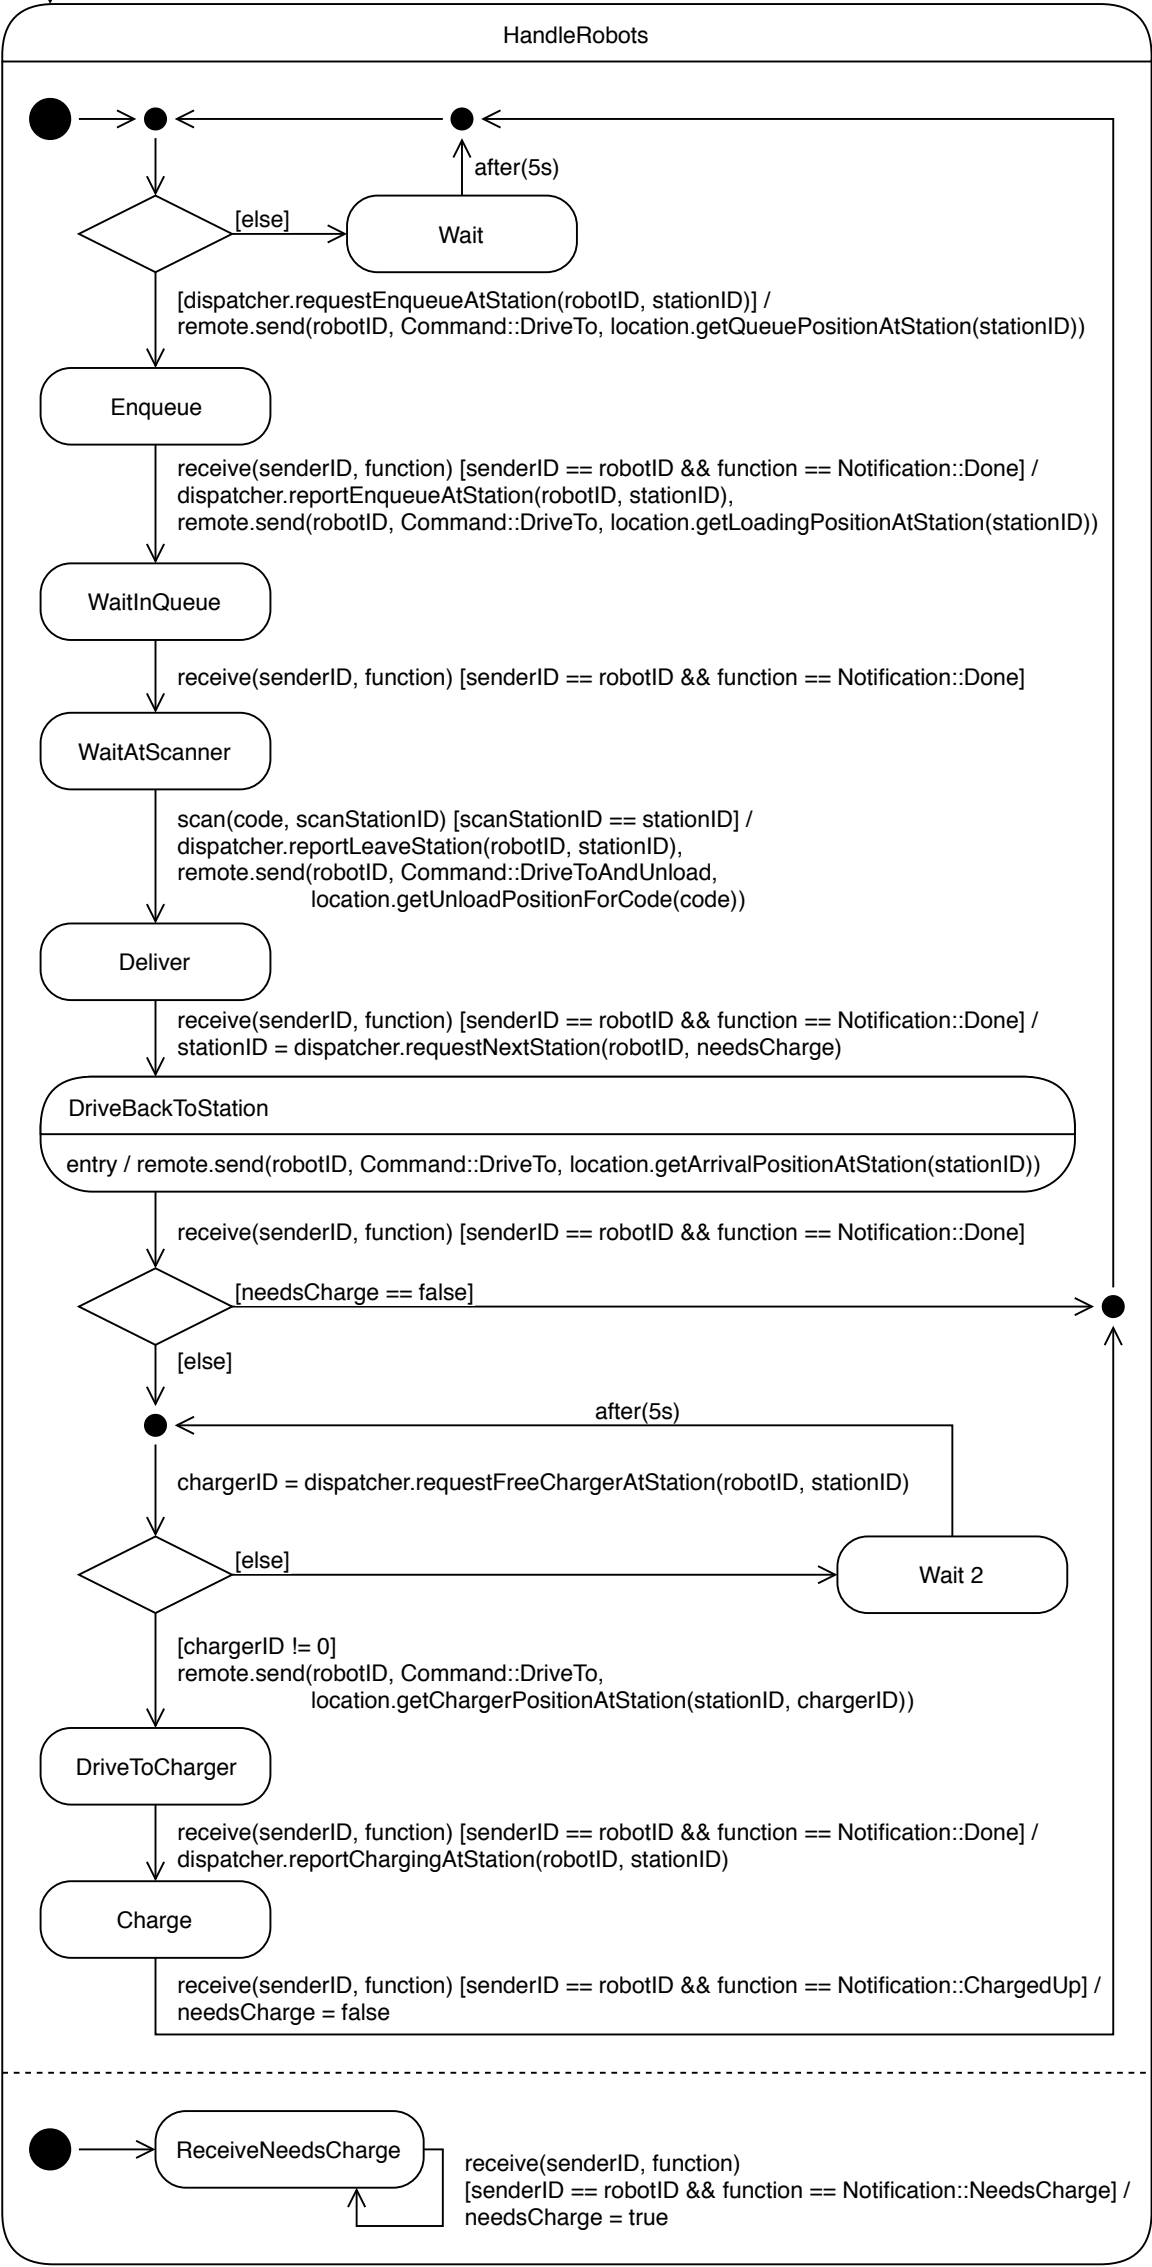 HandleRobots
after(5s)
[else]
Wait
[dispatcher.requestEnqueueAtStation(robotID, stationID)] /
remote.send(robotID, Command::DriveTo, location.getQueuePositionAtStation(stationID))
Enqueue
receive(senderID, function) [senderID == robotID && function == Notification::Done] /
dispatcher.reportEnqueueAtStation(robotID, stationID),
remote.send(robotID, Command::DriveTo, location.getLoadingPositionAtStation(stationID))
WaitInQueue
receive(senderID, function) [senderID == robotID && function == Notification::Done]
WaitAtScanner
scan(code, scanStationID) [scanStationID == stationID] /
dispatcher.reportLeaveStation(robotID, stationID),
remote.send(robotID, Command::DriveToAndUnload,
location.getUnloadPositionForCode(code))
Deliver
receive(senderID, function) [senderID == robotID && function == Notification::Done] /
stationID = dispatcher.requestNextStation(robotID, needsCharge)
DriveBackToStation
entry / remote.send(robotID, Command::DriveTo, location.getArrivalPositionAtStation(stationID))
receive(senderID, function) [senderID == robotID && function == Notification::Done]
[needsCharge == false]
[else]
after(5s)
chargerID = dispatcher.requestFreeChargerAtStation(robotID, stationID)
[else]
Wait 2
[chargerID != 0]
remote.send(robotID, Command::DriveTo,
location.getChargerPositionAtStation(stationID, chargerID))
DriveToCharger
receive(senderID, function) [senderID == robotID && function == Notification::Done] /
dispatcher.reportChargingAtStation(robotID, stationID)
Charge
receive(senderID, function) [senderID == robotID && function == Notification::ChargedUp] /
needsCharge = false
ReceiveNeedsCharge
receive(senderID, function)
[senderID == robotID && function == Notification::NeedsCharge] /
needsCharge = true